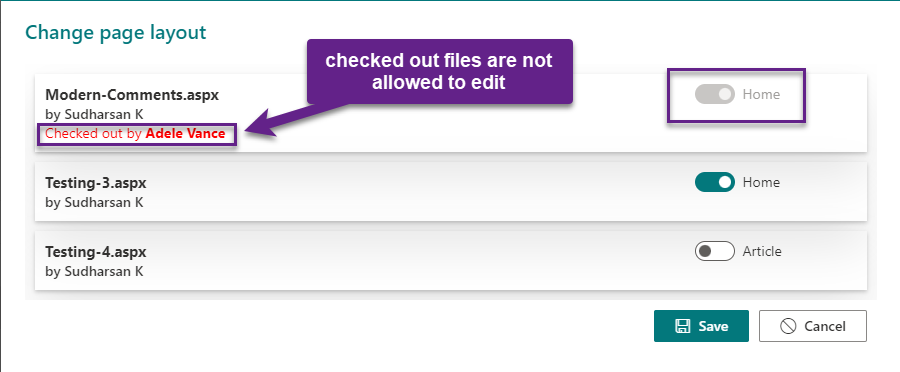 Change page layout
checked out files are not
allowed to edit
Modern-Comments.aspx
Home
by Sudharsan K
Checked out by Adele Vance
Testing-3.aspx
Home
by Sudharsan K
Testing-4.aspx
Article
by Sudharsan K
Save
Cancel